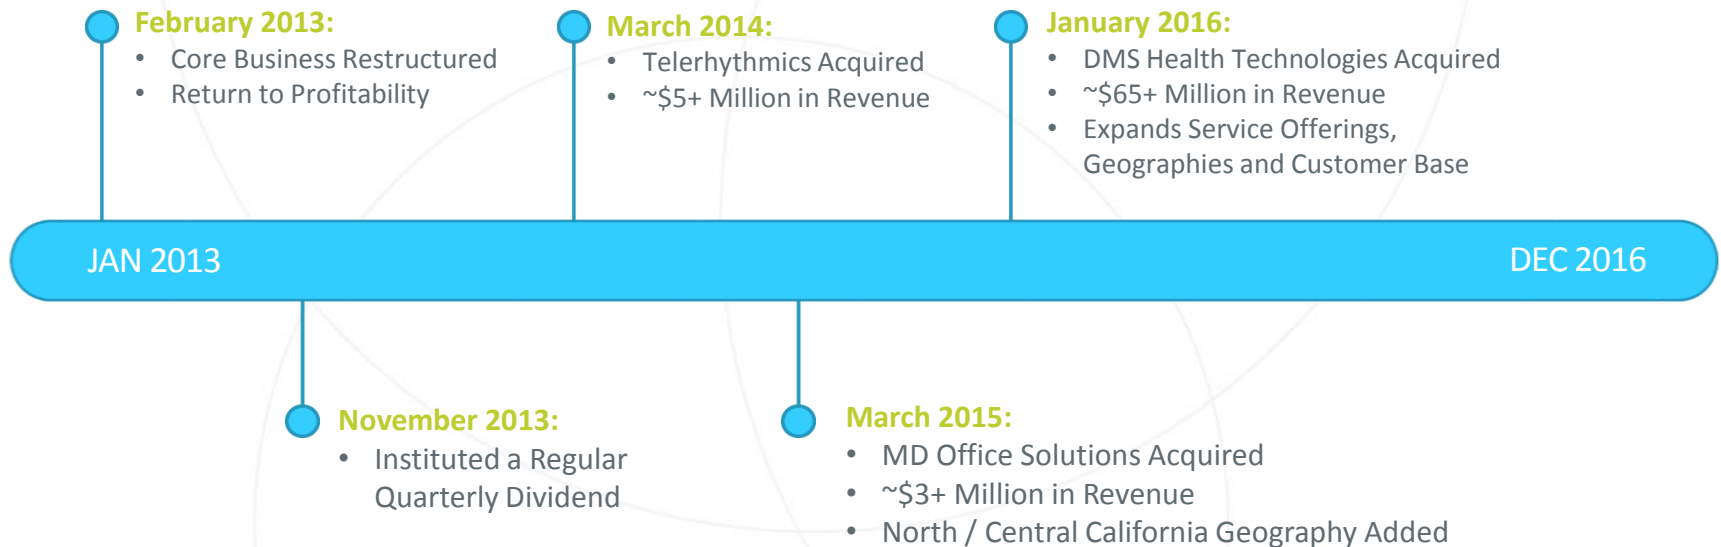 February 2013:
• Core Business Restructured
• Return to Profitability
March 2014:
• Telerhythmics Acquired
• ~$5+ Million in Revenue
January 2016:
• DMS Health Technologies Acquired
• ~$65+ Million in Revenue
• Expands Service Offerings,
Geographies and Customer Base
JAN 2013
DEC 2016
November 2013:
• Instituted a Regular
Quarterly Dividend
March 2015:
• MD Office Solutions Acquired
• ~$3+ Million in Revenue
• North / Central California Geography Added